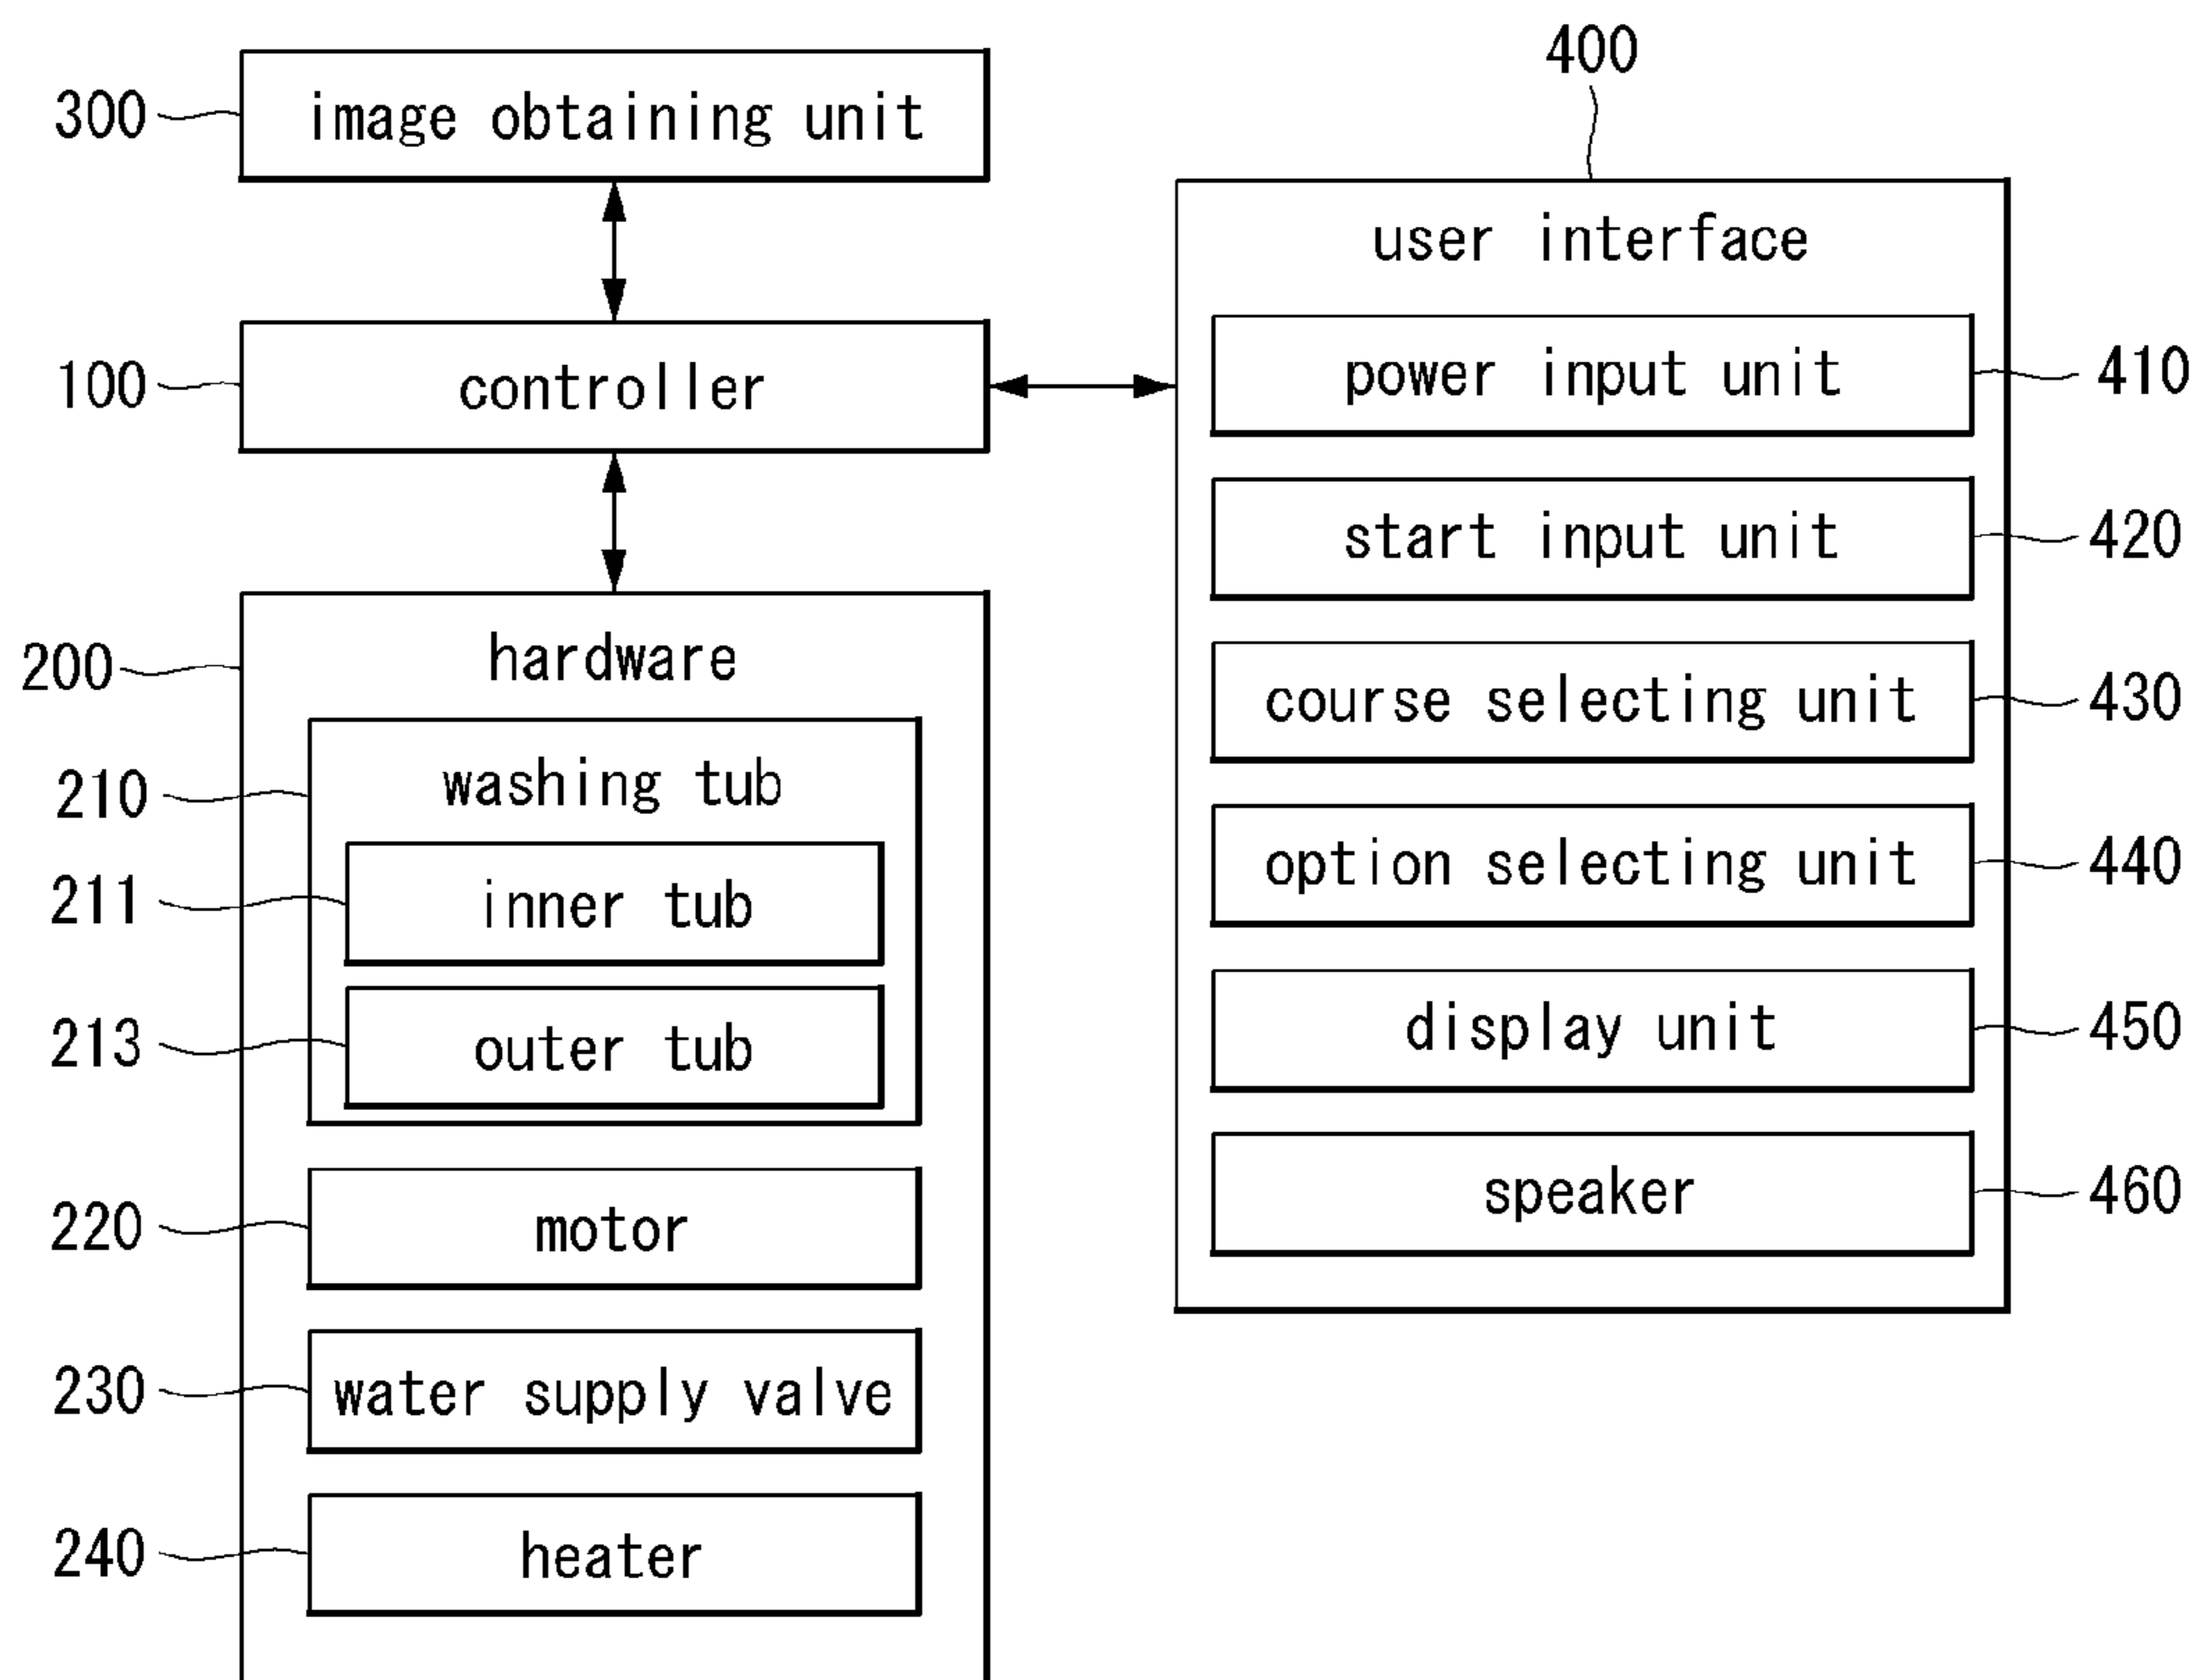 400
300
image obtaining unit
user interface
100
controller
power input unit
410
start input unit
420
200
hardware
course selecting unit
430
210
washing tub
option selecting unit
440
211
inner tub
213
outer tub
display unit
450
220
motor
speaker
460
230
water supply valve
240
heater